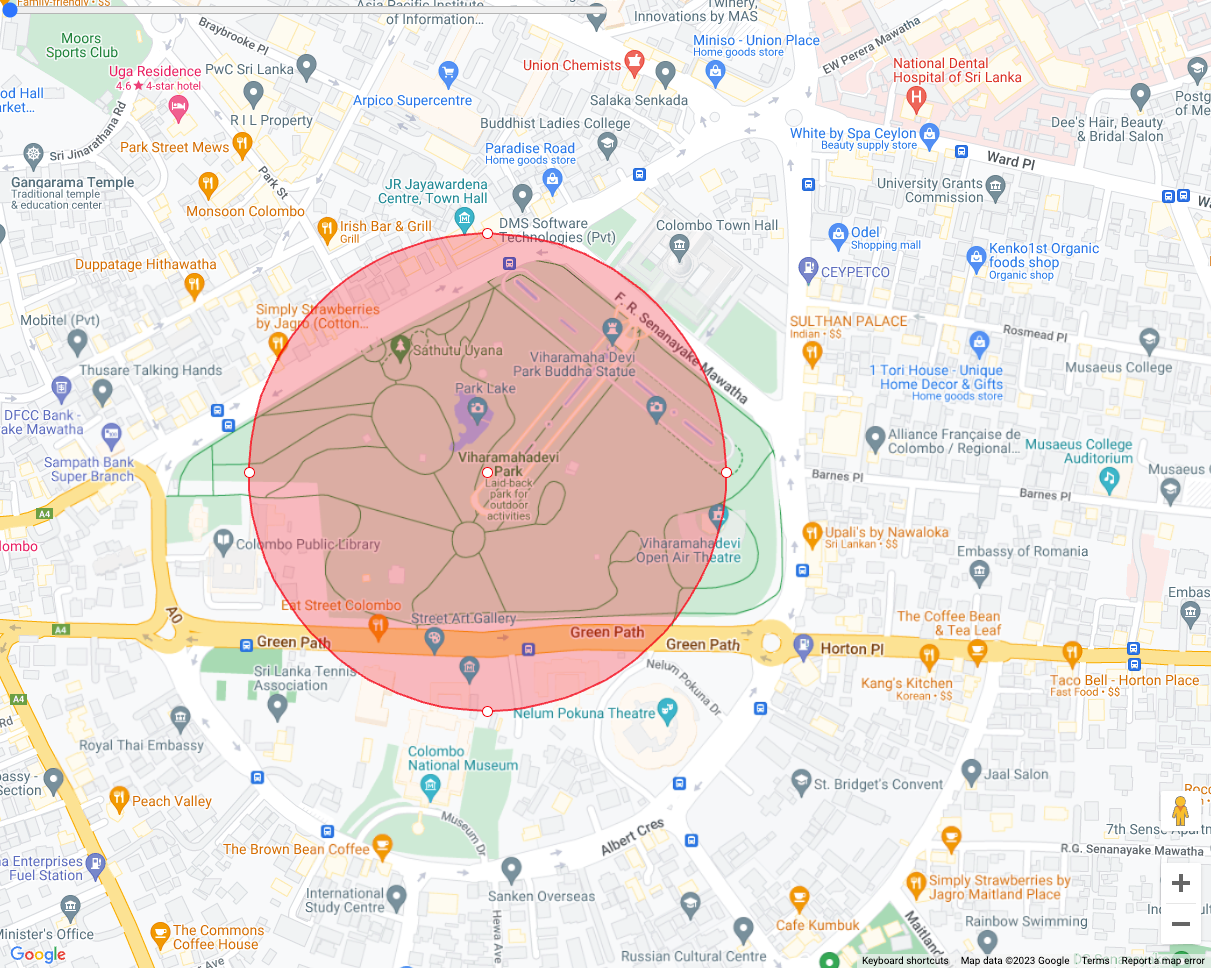 Family-friendly · $$
Asia Pacific Institute
of Information...
Twinery,
Innovations by MAS
Moors
Sports Club
Braybrooke Pl
Miniso - Union Place
Home goods store
EW Perera Mawatha
Uga Residence
4.6★4-star hotel
PwC Sri Lanka
Union Chemists
National Dental
Hospital of Sri Lanka
H
ood Hall
rket...
Arpico Supercentre
Salaka Senkada
Postg
of Me
R I L Property
Buddhist Ladies College
Dee's Hair, Beauty
& Bridal Salon
Sri Jinarathana Rd
Park Street Mews
Paradise Road
Home goods store
White by Spa Ceylon
Beauty supply store
Ward Pl
Park St
Gangarama Temple
Traditional temple
& education center
JR Jayawardena
Centre, Town Hall
University Grants
Commission
Monsoon Colombo
Irish Bar & Grill
Grill
DMS Software
Technologies (Pvt)
Colombo Town Hall
Odel
Shopping mall
Kenko1st Organic
foods shop
Organic shop
Duppatage Hithawatha
CEYPETCO
Simply Strawberries
by Jagro (Cotton...
F. R. Senanayake Mawatha
Mobitel (Pvt)
SULTHAN PALACE
Indian · $$
Rosmead Pl
Sathutu Uyana
Viharamaha Devi
Park Buddha Statue
Thusare Talking Hands
Musaeus College
1 Tori House - Unique
Home Decor & Gifts
Home goods store
Park Lake
DFCC Bank -
ake Mawatha
Alliance Française de
Colombo / Regional...
Musaeus College
Auditorium
Sampath Bank
Super Branch
Viharamahadevi
Park
Laid-back
park for
outdoor
activities
Barnes Pl
Barnes Pl
Musaeus C
A4
lombo
Upali's by Nawaloka
Sri Lankan · $$
Colombo Public Library
Viharamahadevi
Open Air Theatre
Embassy of Romania
Embas
Eat Street Colombo
Street Art Gallery
The Coffee Bean
& Tea Leaf
A0
A4
Green Path
Green Path
Green Path
Horton Pl
Sri Lanka Tennis
Association
Nelum Pokuna Dr
Kang's Kitchen
Korean · $$
Taco Bell - Horton Place
Fast Food · $$
A4
Rd
Nelum Pokuna Theatre
Royal Thai Embassy
Colombo
National Museum
assy -
Section
St. Bridget's Convent
Jaal Salon
Peach Valley
Museum Dr
Albert Cres
7th Sense Apartm
The Brown Bean Coffee
R.G. Senanayake Mawatha
a Enterprises
Fuel Station
International
Study Centre
Sanken Overseas
Simply Strawberries by
Jagro Maitland Place
+
Hewa Ave
Cafe Kumbuk
Maitland
Rainbow Swimming
Minister's Office
The Commons
Coffee House
−
Russian Cultural Centre
Google
Keyboard shortcuts
Map data ©2023 Google
Terms
Report a map error